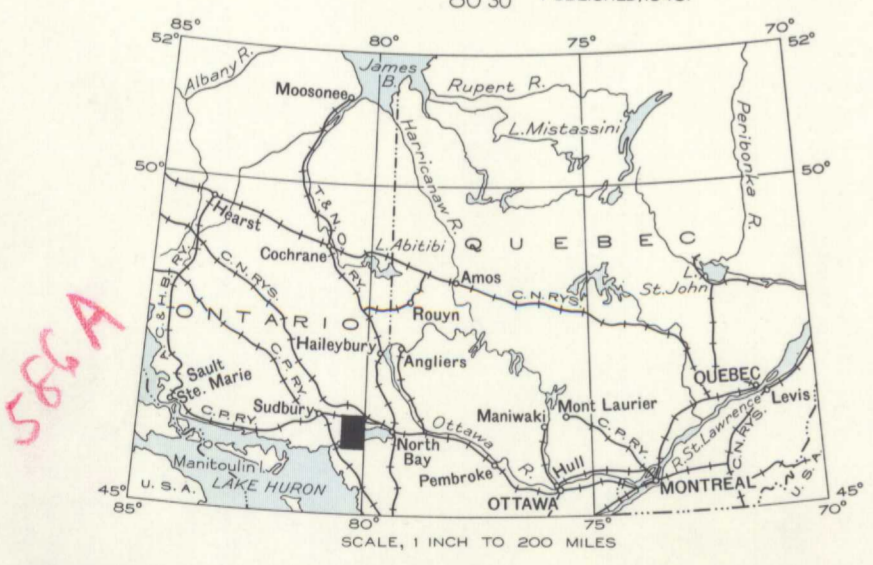 80°30'
85°
80°
75°
70°
52°
52°
Albany R.
James
B.
Moosonee
Rupert R.
L. Mistassini
Harricanaw R.
Peribonka R.
50°
50°
Hearst
T. & N. O. RY.
Cochrane
L. Abitibi
QUEBEC
L.
St. John
Amos
C. N. RYS.
C. N. RYS.
A. C. & H. B. RY.
ONTARIO
Rouyn
Haileybury
Angliers
C. P. RY.
Sault
Ste. Marie
C. P. RY.
Sudbury
QUEBEC
Levis
Maniwaki
Mont Laurier
C. P. RY.
R. St. Lawrence
C. N. RYS.
Ottawa R.
North
Bay
Manitoulin I.
Pembroke
Hull
U. S. A.
LAKE HURON
OTTAWA
MONTREAL
U. S. A.
45°
45°
85°
80°
75°
70°
SCALE, 1 INCH TO 200 MILES
586A